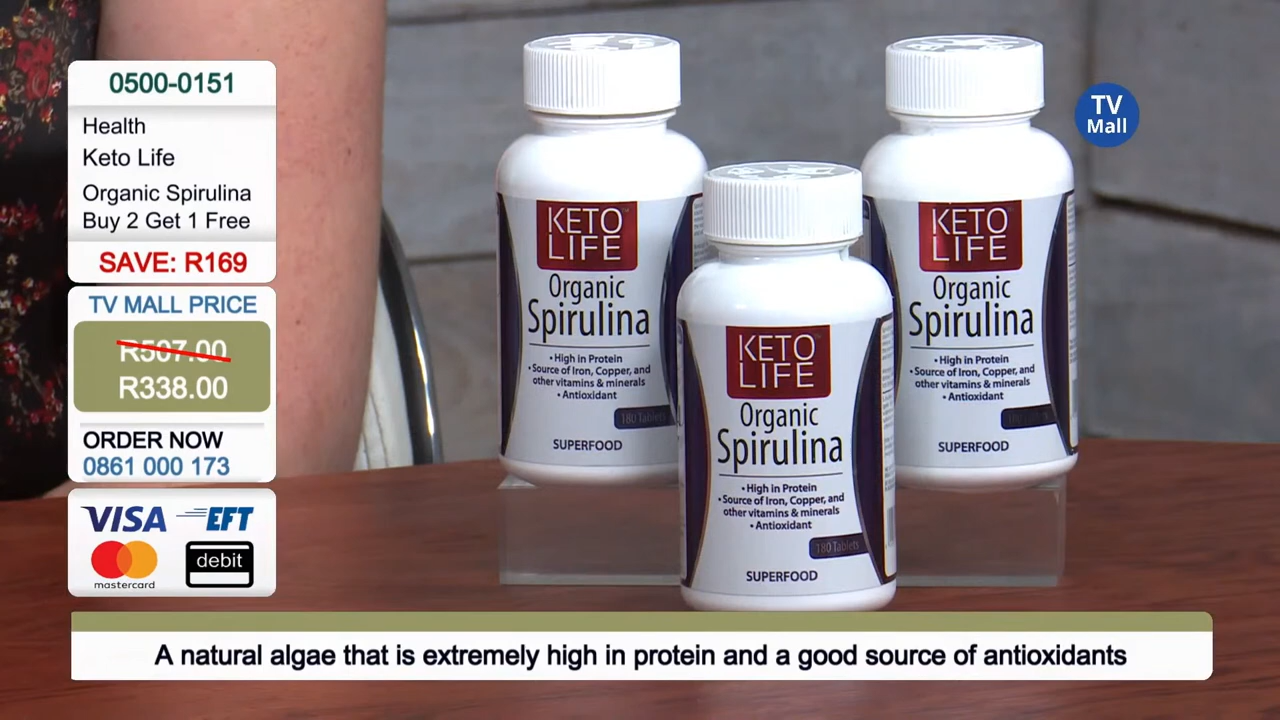 0500-0151
Health
Keto Life
Organic Spirulina
Buy 2 Get 1 Free
SAVE: R169
TV MALL PRICE
R507.00
R338.00
ORDER NOW
0861 000 173
VISA EFT
mastercard debit
TV
Mall
KETO
LIFE
Organic
Spirulina
• High in Protein
• Source of Iron, Copper, and
other vitamins & minerals
• Antioxidant
180 Tablets
SUPERFOOD
KETO
LIFE
Organic
Spirulina
• High in Protein
• Source of Iron, Copper, and
other vitamins & minerals
• Antioxidant
180 Tablets
SUPERFOOD
KETO
LIFE
Organic
Spirulina
• High in Protein
• Source of Iron, Copper, and
other vitamins & minerals
• Antioxidant
SUPERFOOD
A natural algae that is extremely high in protein and a good source of antioxidants